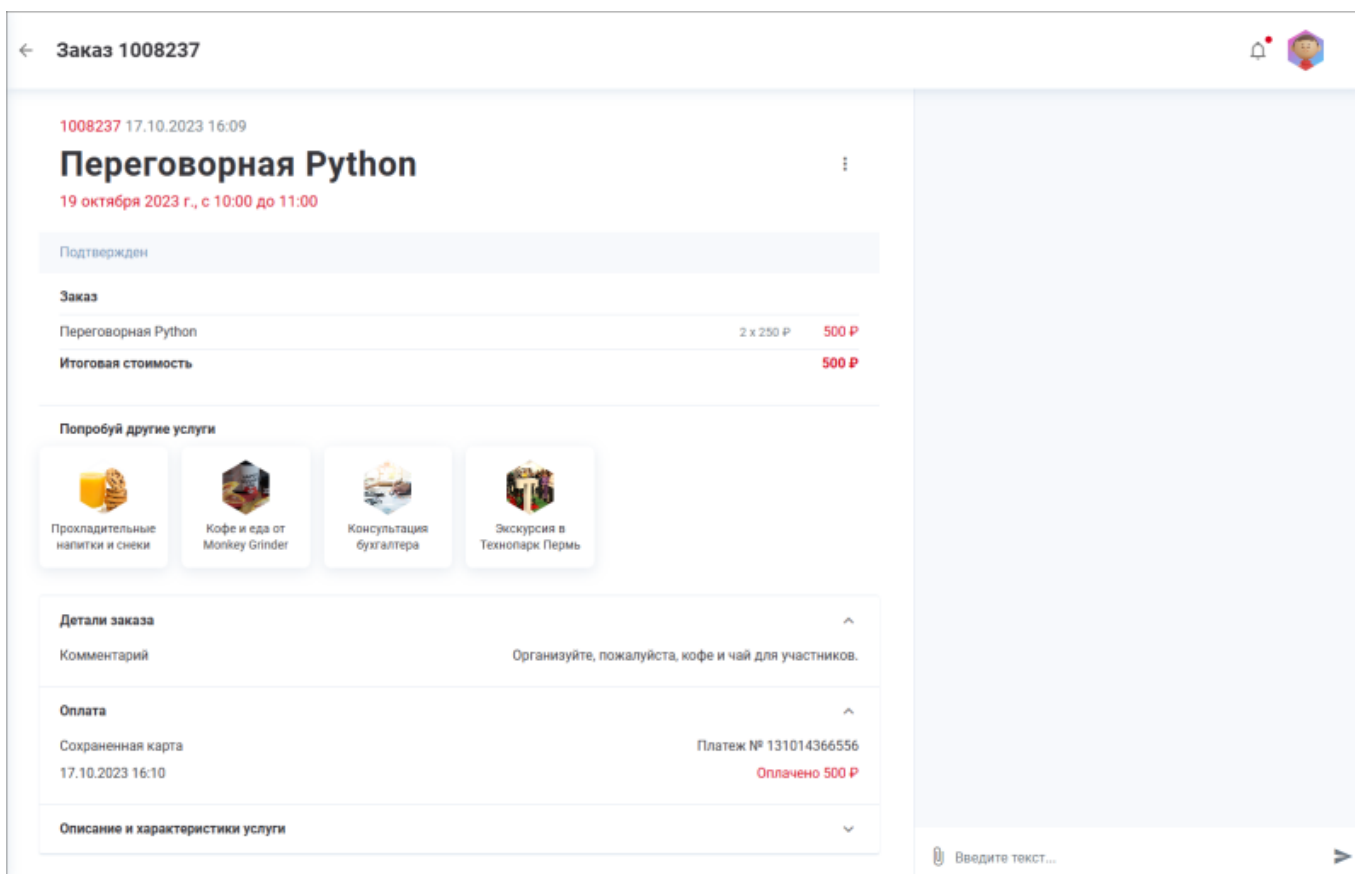 Заказ 1008237
1008237 17.10.2023 16:09
Переговорная Python
19 октября 2023 г., с 10:00 до 11:00
Подтвержден
Заказ
Переговорная Python 2 x 250 ₽ 500 ₽
Итоговая стоимость 500 ₽
Попробуй другие услуги
Прохладительные
напитки и снеки
Кофе и еда от
Monkey Grinder
Консультация
бухгалтера
Экскурсия в
Технопарк Пермь
Детали заказа
Комментарий Организуйте, пожалуйста, кофе и чай для участников.
Оплата
Сохраненная карта Платеж № 131014366556
17.10.2023 16:10 Оплачено 500 ₽
Описание и характеристики услуги
Введите текст...